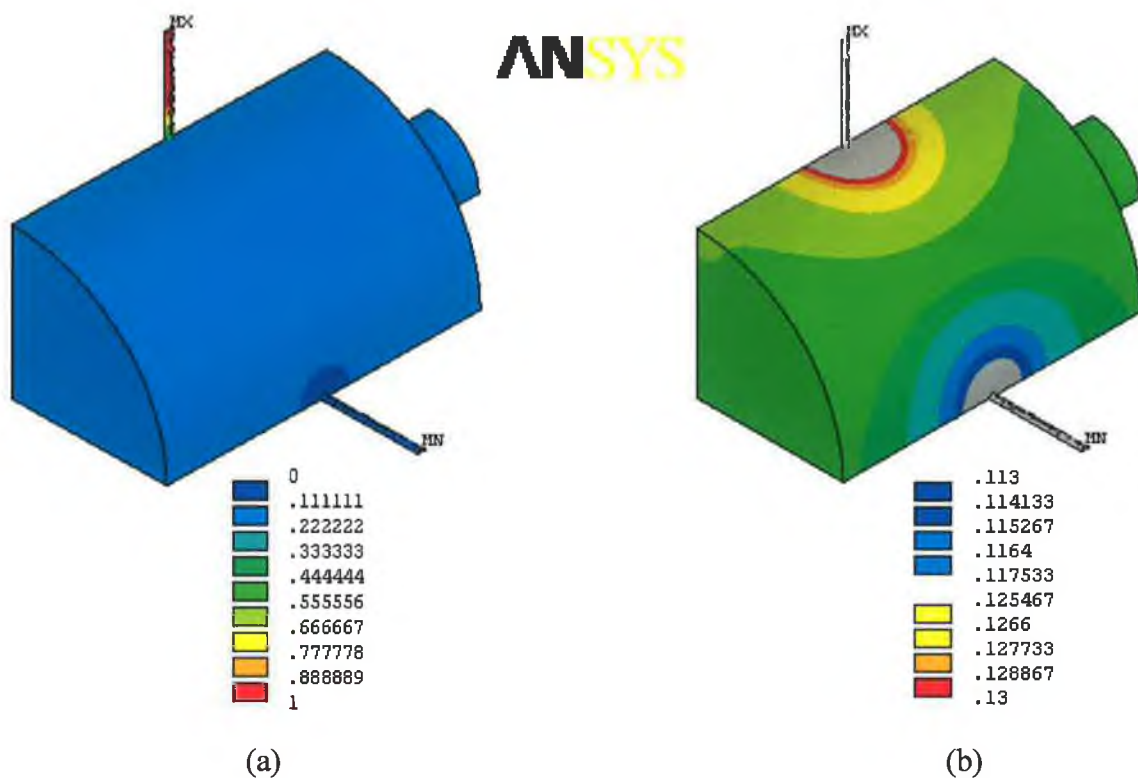 MX
ANSYS
MX
MN
MN
0
.111111
.222222
.333333
.444444
.555556
.666667
.777778
.888889
1
.113
.114133
.115267
.1164
.117533
.125467
.1266
.127733
.128867
.13
(a)
(b)